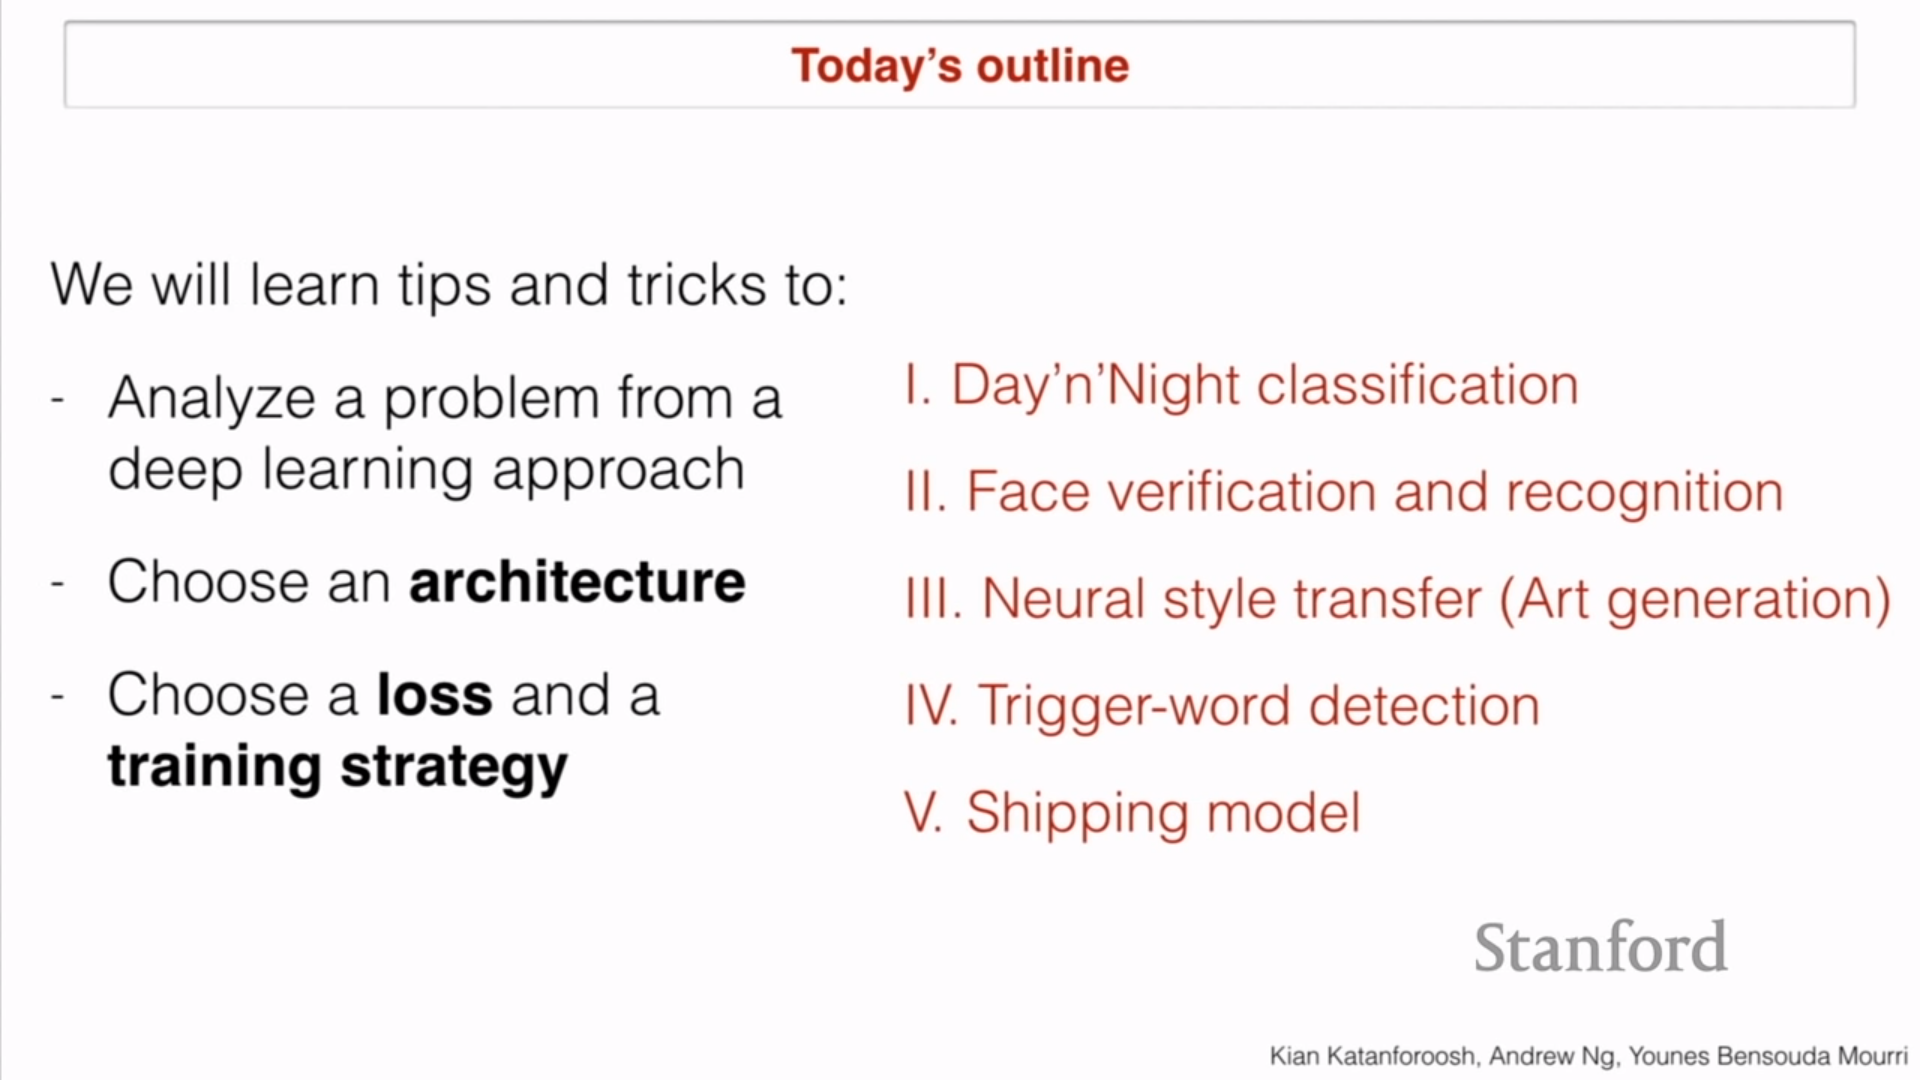 Today’s outline
We will learn tips and tricks to:
- Analyze a problem from a
deep learning approach
- Choose an architecture
- Choose a loss and a
training strategy
I. Day’n’Night classification
II. Face verification and recognition
III. Neural style transfer (Art generation)
IV. Trigger-word detection
V. Shipping model
Stanford
Kian Katanforoosh, Andrew Ng, Younes Bensouda Mourri